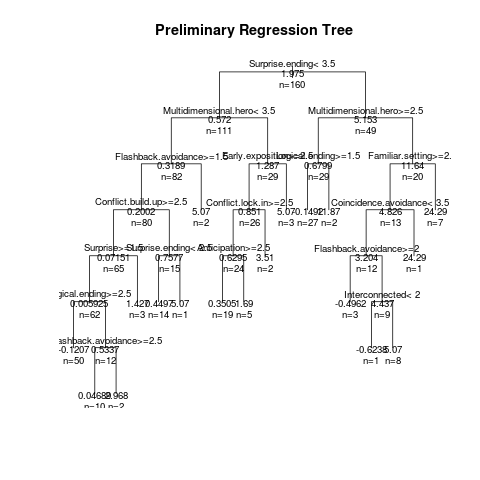 Preliminary Regression Tree
Surprise.ending< 3.5
1.975
n=160
Multidimensional.hero< 3.5 Multidimensional.hero>=2.5
0.572 5.153
n=111 n=49
Flashback.avoidance>=1.5 Early.exposition>=2.5 Logical.ending>=1.5 Familiar.setting>=2.
0.3189 1.287 0.6799 11.64
n=82 n=29 n=29 n=20
Conflict.build.up>=2.5 Conflict.lock.in>=2.5 Coincidence.avoidance< 3.5
0.2002 5.07 0.851 5.07 0.1492 11.87 4.826 24.29
n=80 n=2 n=26 n=3 n=27 n=2 n=13 n=7
Surprise.ending< 2.5 Anticipation>=2.5 Flashback.avoidance>=2
0.07151 0.7577 0.6295 3.51 3.204 24.29
n=65 n=15 n=24 n=2 n=12 n=1
gical.ending>=2.5 Interconnected< 2
0.005925 1.427 0.4497 5.07 0.3505 1.69 -0.4962 4.437
n=62 n=3 n=14 n=1 n=19 n=5 n=3 n=9
ashback.avoidance>=2.5
-0.1207 0.5337 -0.6238 5.07
n=50 n=12 n=1 n=8
2.968
n=10 n=2